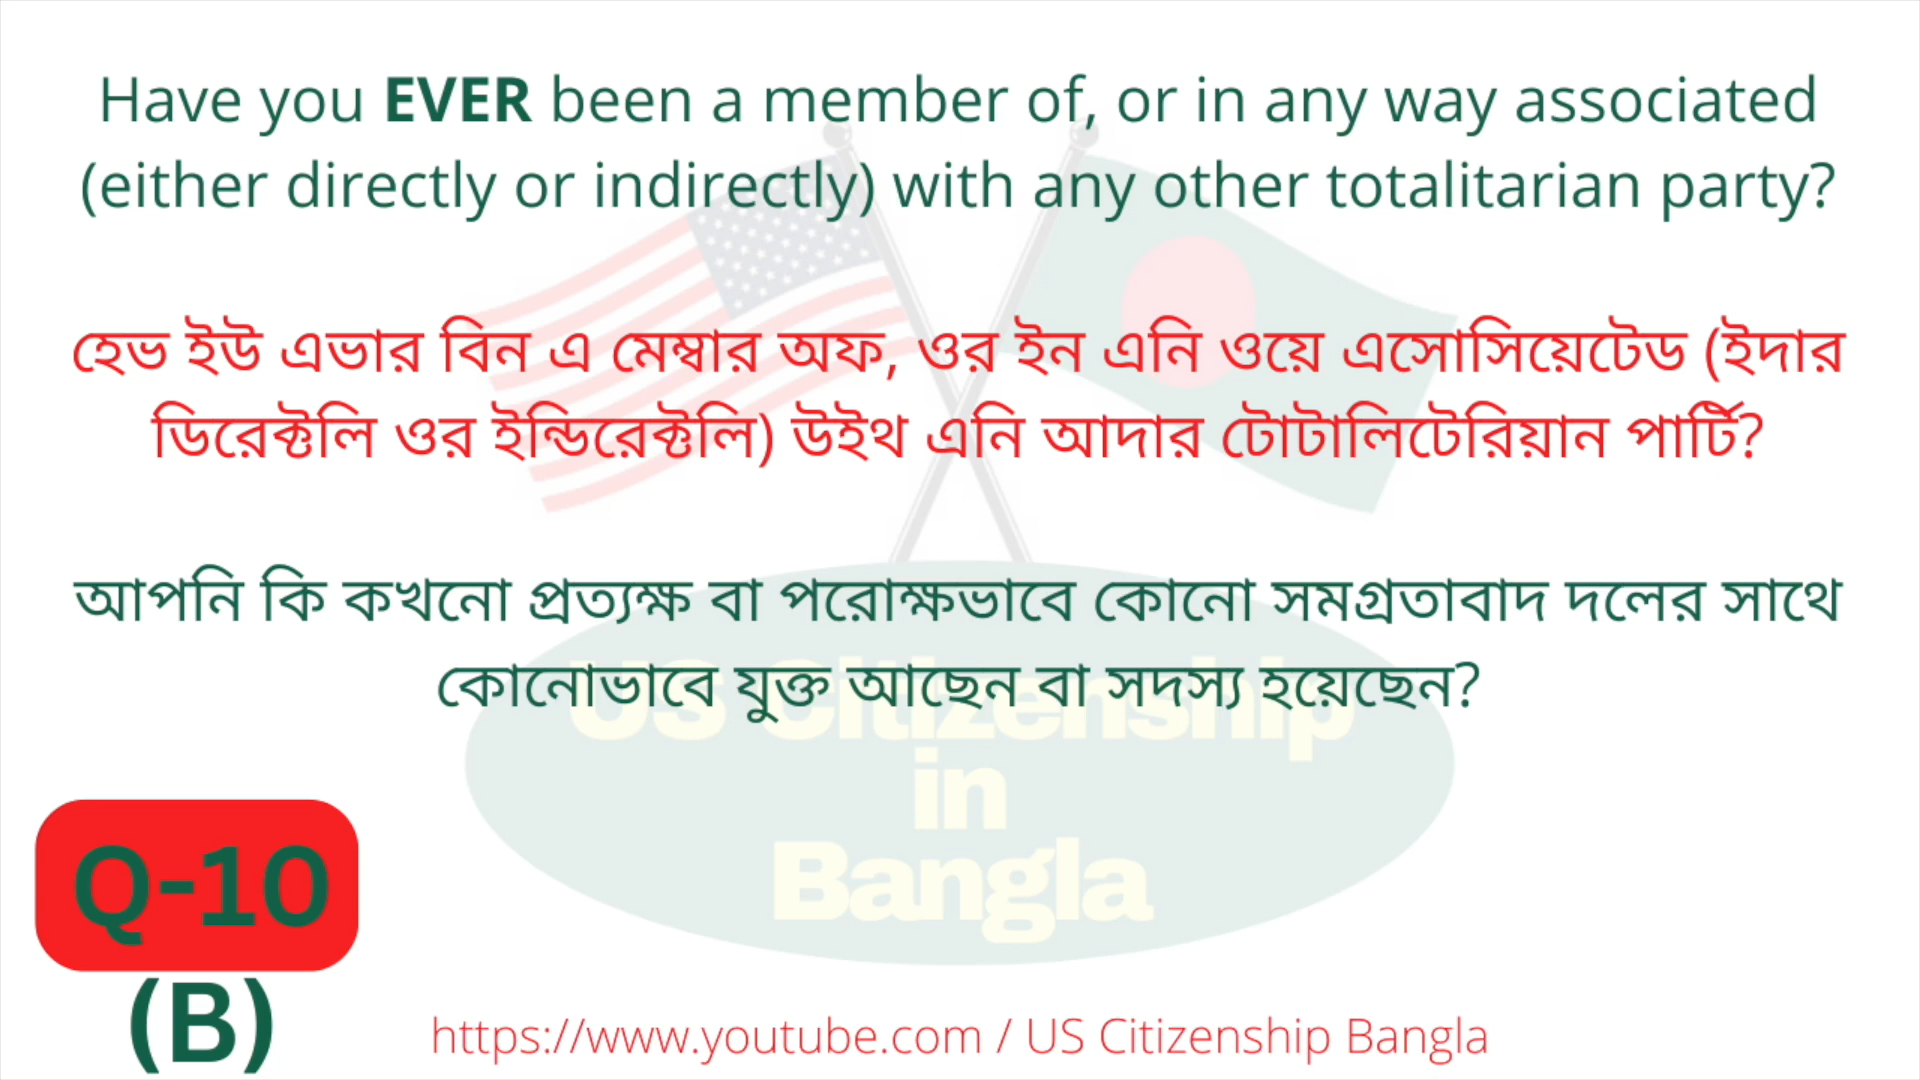 Have you EVER been a member of, or in any way associated
(either directly or indirectly) with any other totalitarian party?
হেভ ইউ এভার বিন এ মেম্বার অফ, ওর ইন এনি ওয়ে এসোসিয়েটেড (ইদার
ডিরেক্টলি ওর ইন্ডিরেক্টলি) উইথ এনি আদার টোটালিটেরিয়ান পার্টি?
আপনি কি কখনো প্রত্যক্ষ বা পরোক্ষভাবে কোনো সমগ্রতাবাদ দলের সাথে
কোনোভাবে যুক্ত আছেন বা সদস্য হয়েছেন?
US Citizenship
in
Bangla
Q-10
(B)
https://www.youtube.com / US Citizenship Bangla